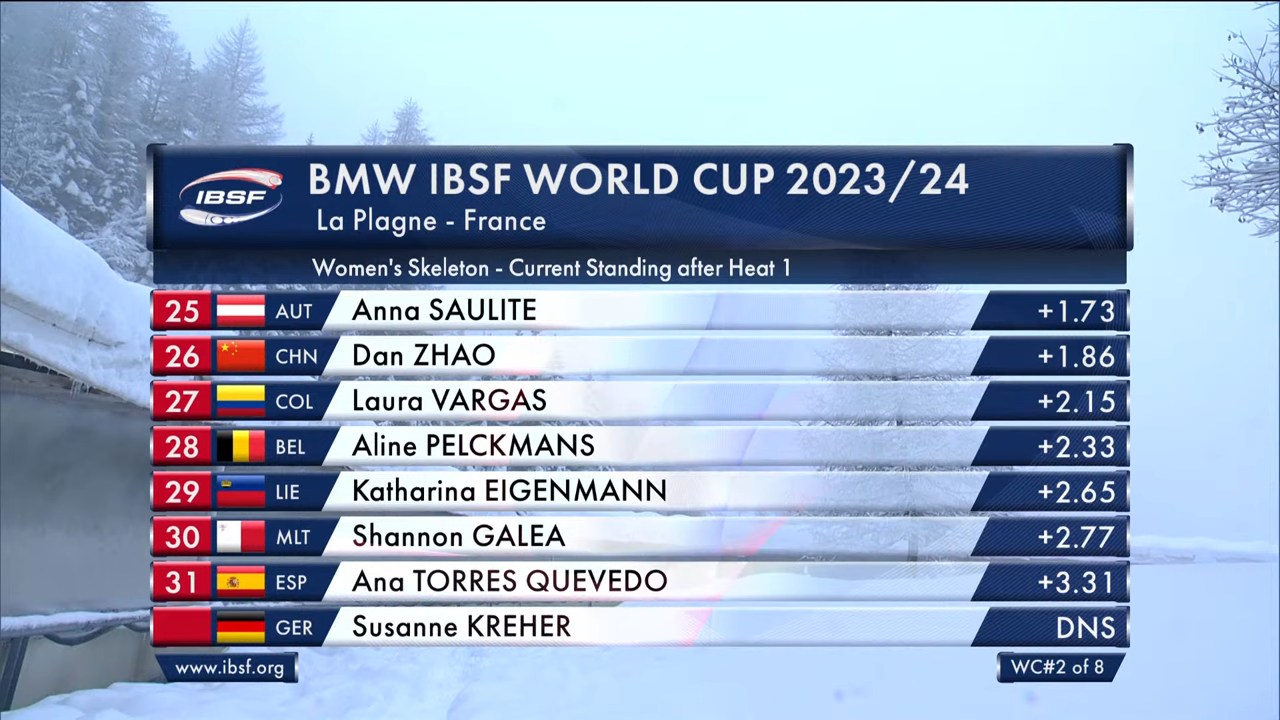 IBSF
BMW IBSF WORLD CUP 2023/24
La Plagne - France
Women's Skeleton - Current Standing after Heat 1
25 AUT Anna SAULITE +1.73
26 CHN Dan ZHAO +1.86
27 COL Laura VARGAS +2.15
28 BEL Aline PELCKMANS +2.33
29 LIE Katharina EIGENMANN +2.65
30 MLT Shannon GALEA +2.77
31 ESP Ana TORRES QUEVEDO +3.31
GER Susanne KREHER DNS
www.ibsf.org WC#2 of 8